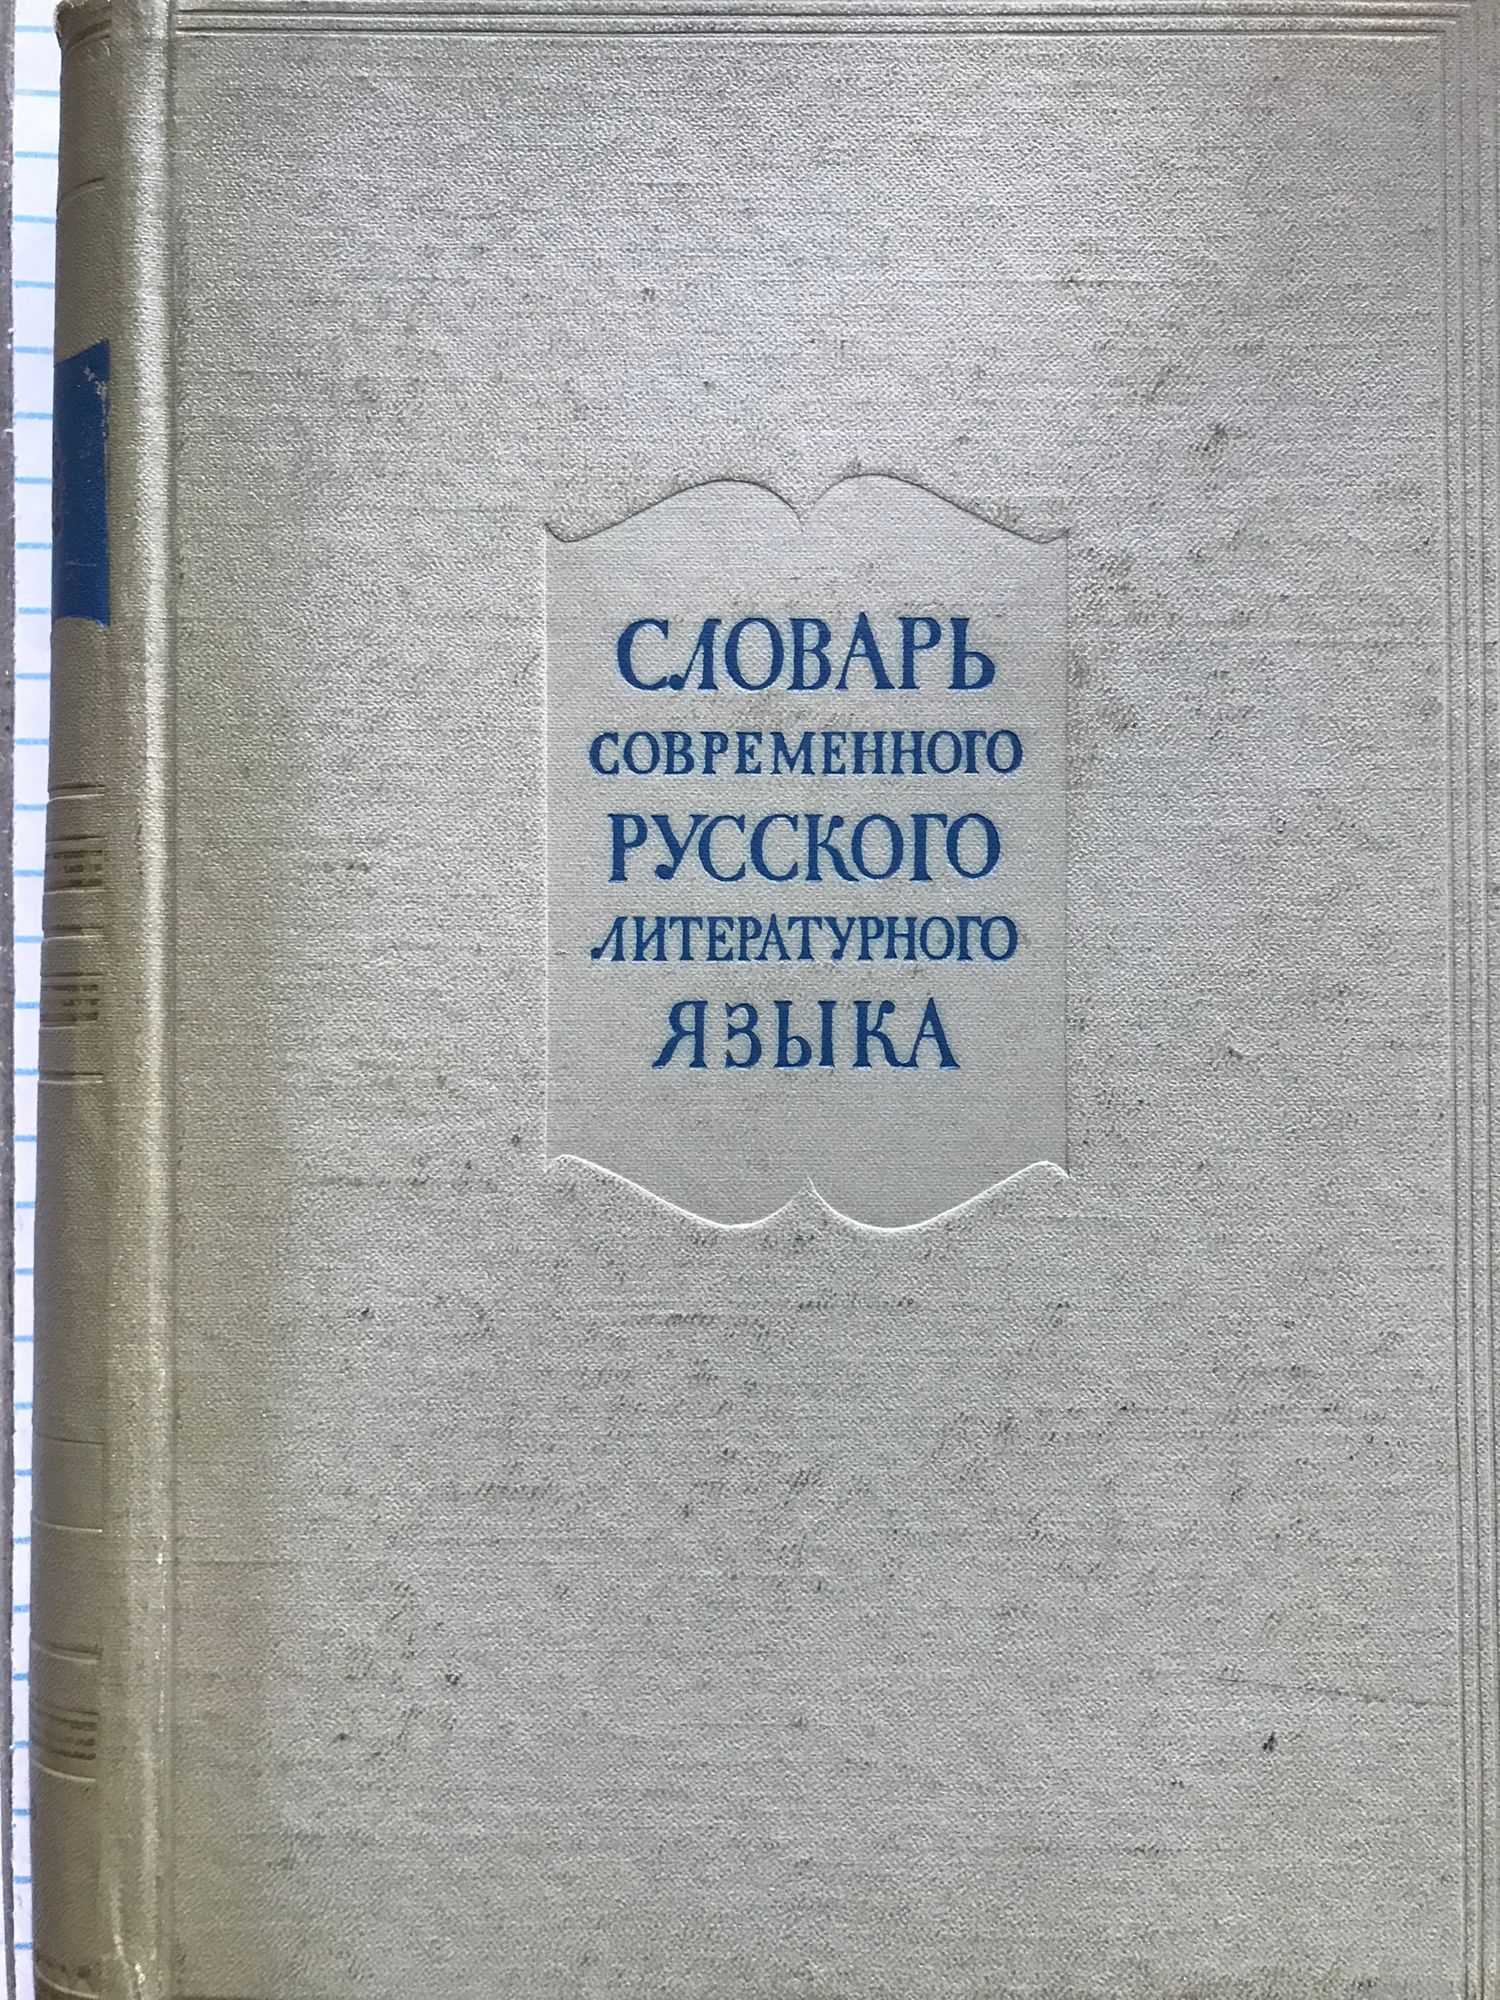 СЛОВАРЬ
СОВРЕМЕННОГО
РУССКОГО
ЛИТЕРАТУРНОГО
ЯЗЫКА